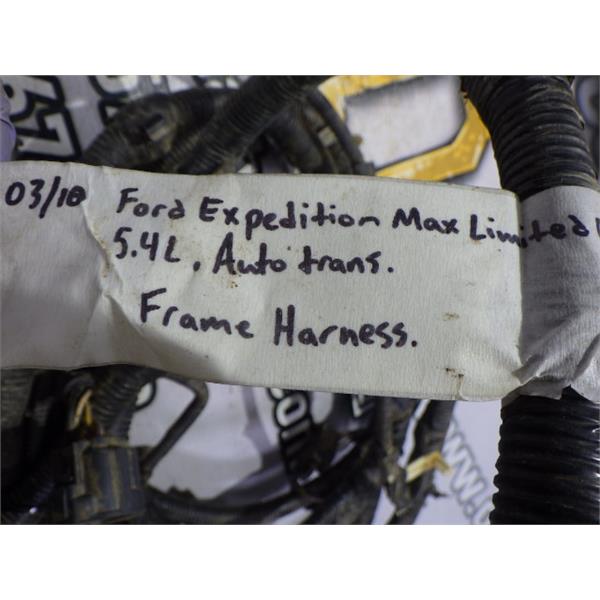 03/10 Ford Expedition Max Limited
5.4L, Auto trans.
Frame Harness.